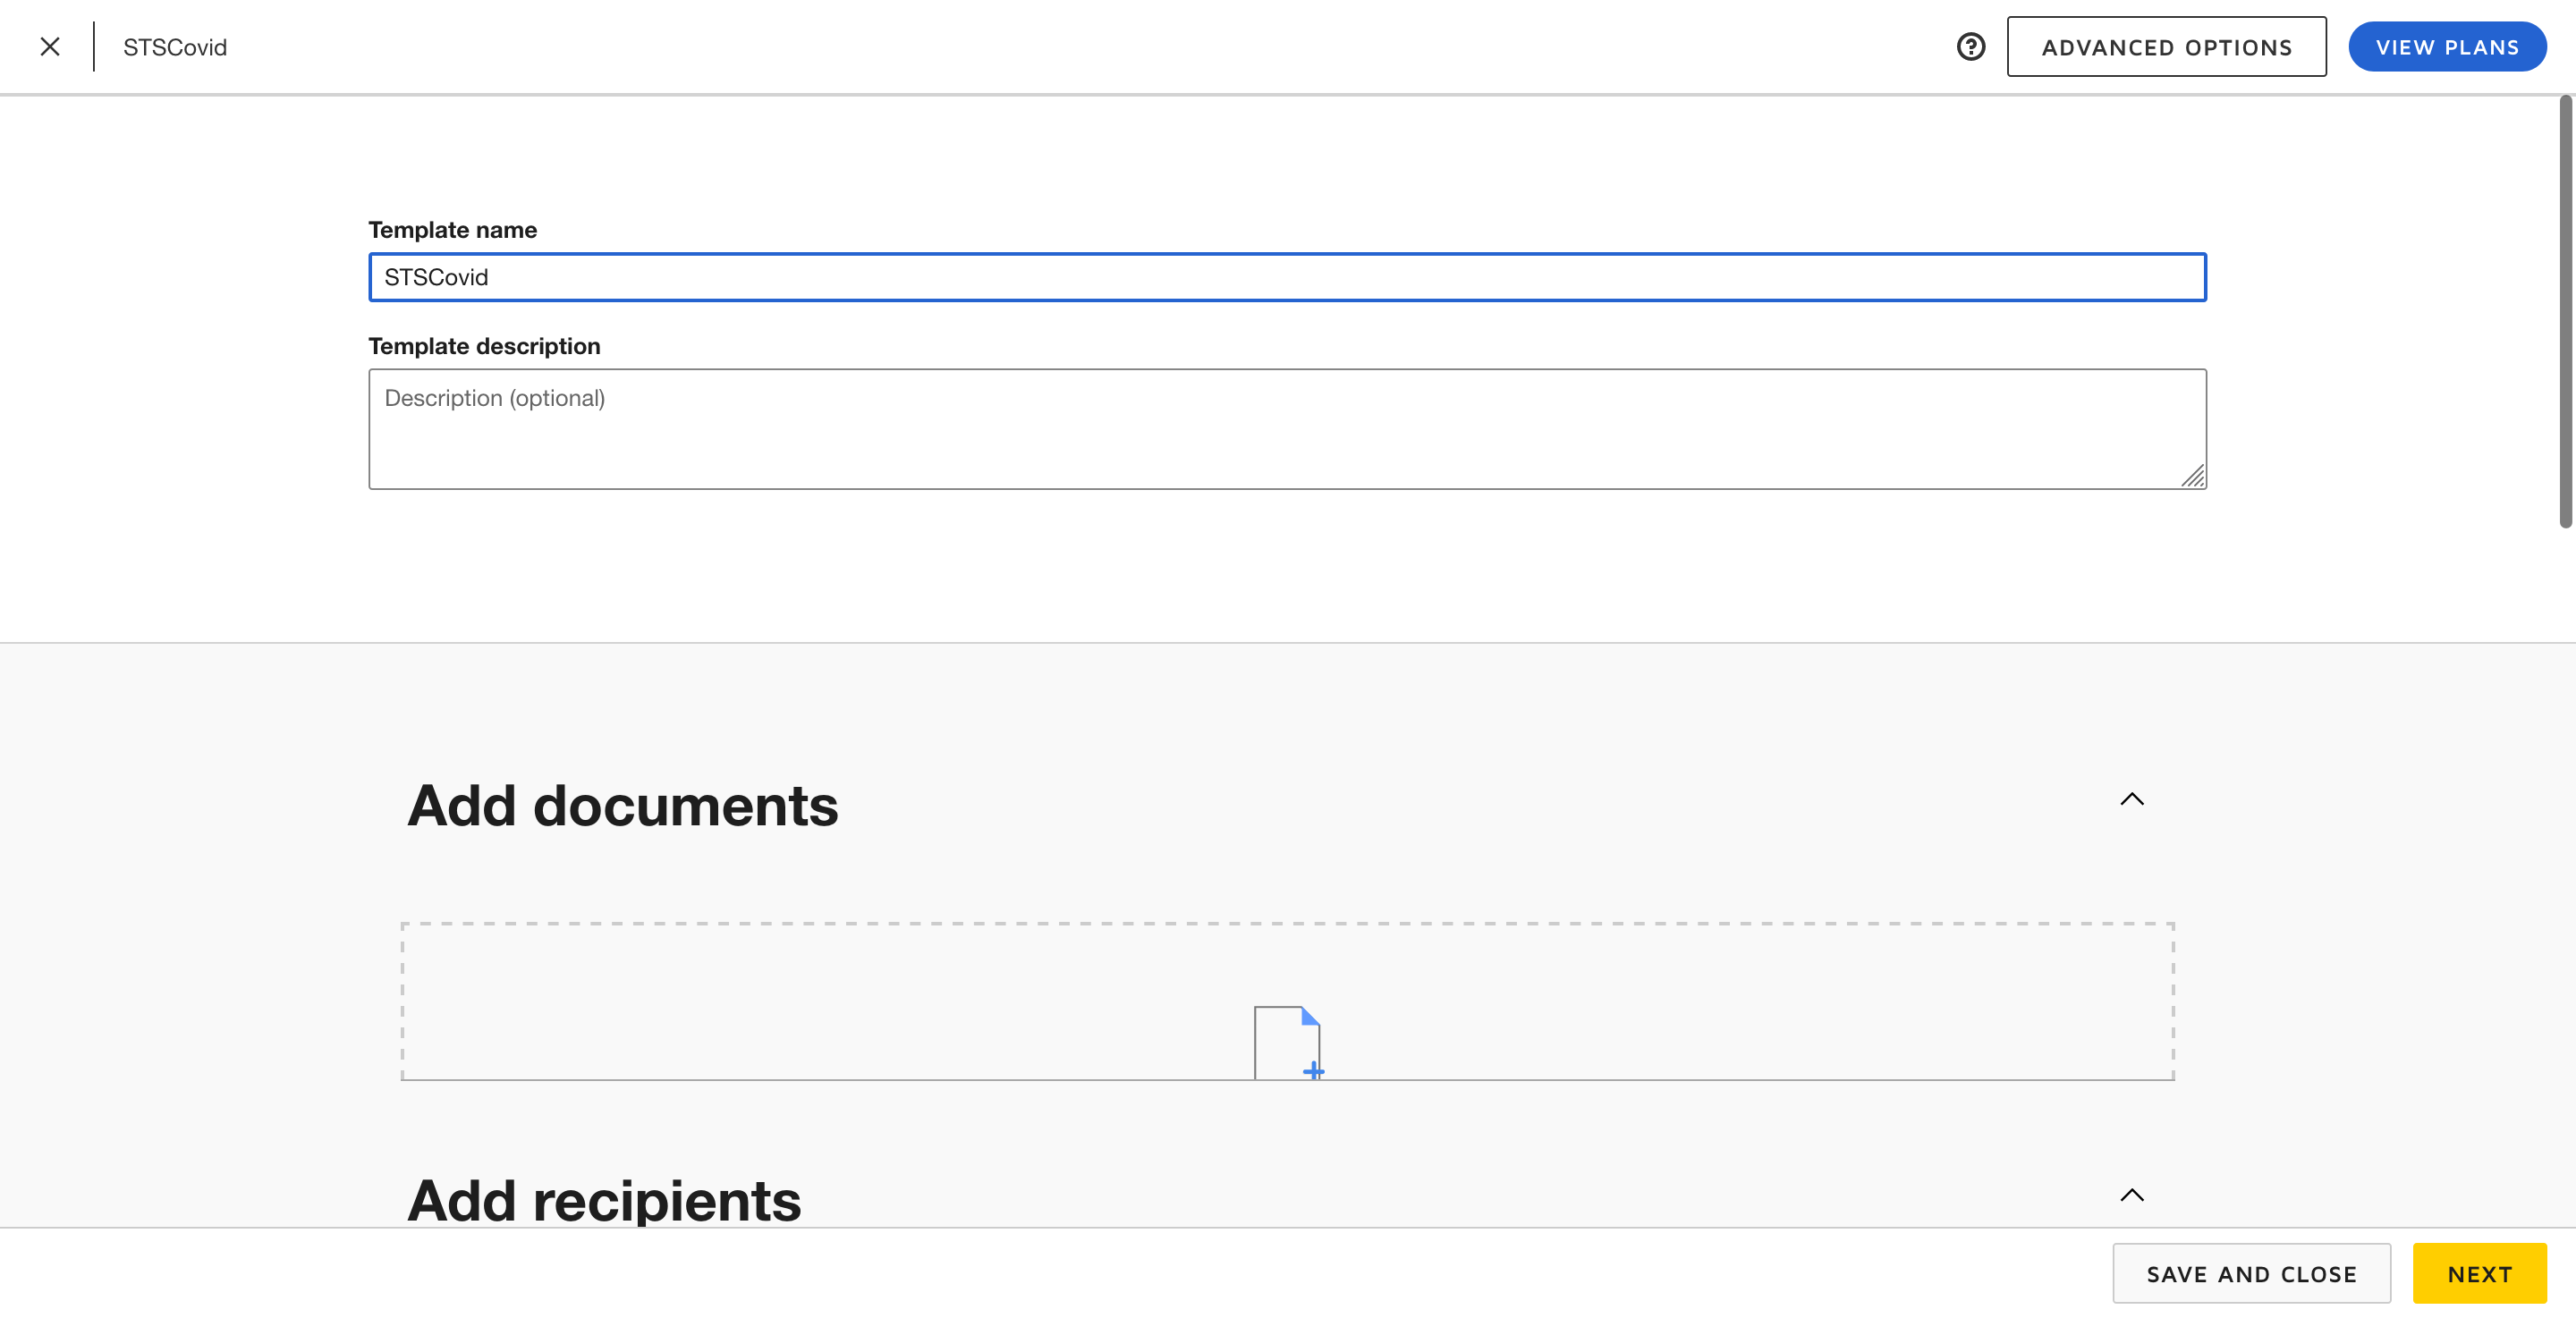 STSCovid
ADVANCED OPTIONS
VIEW PLANS
Template name
STSCovid
Template description
Description (optional)
Add documents
Add recipients
SAVE AND CLOSE
NEXT